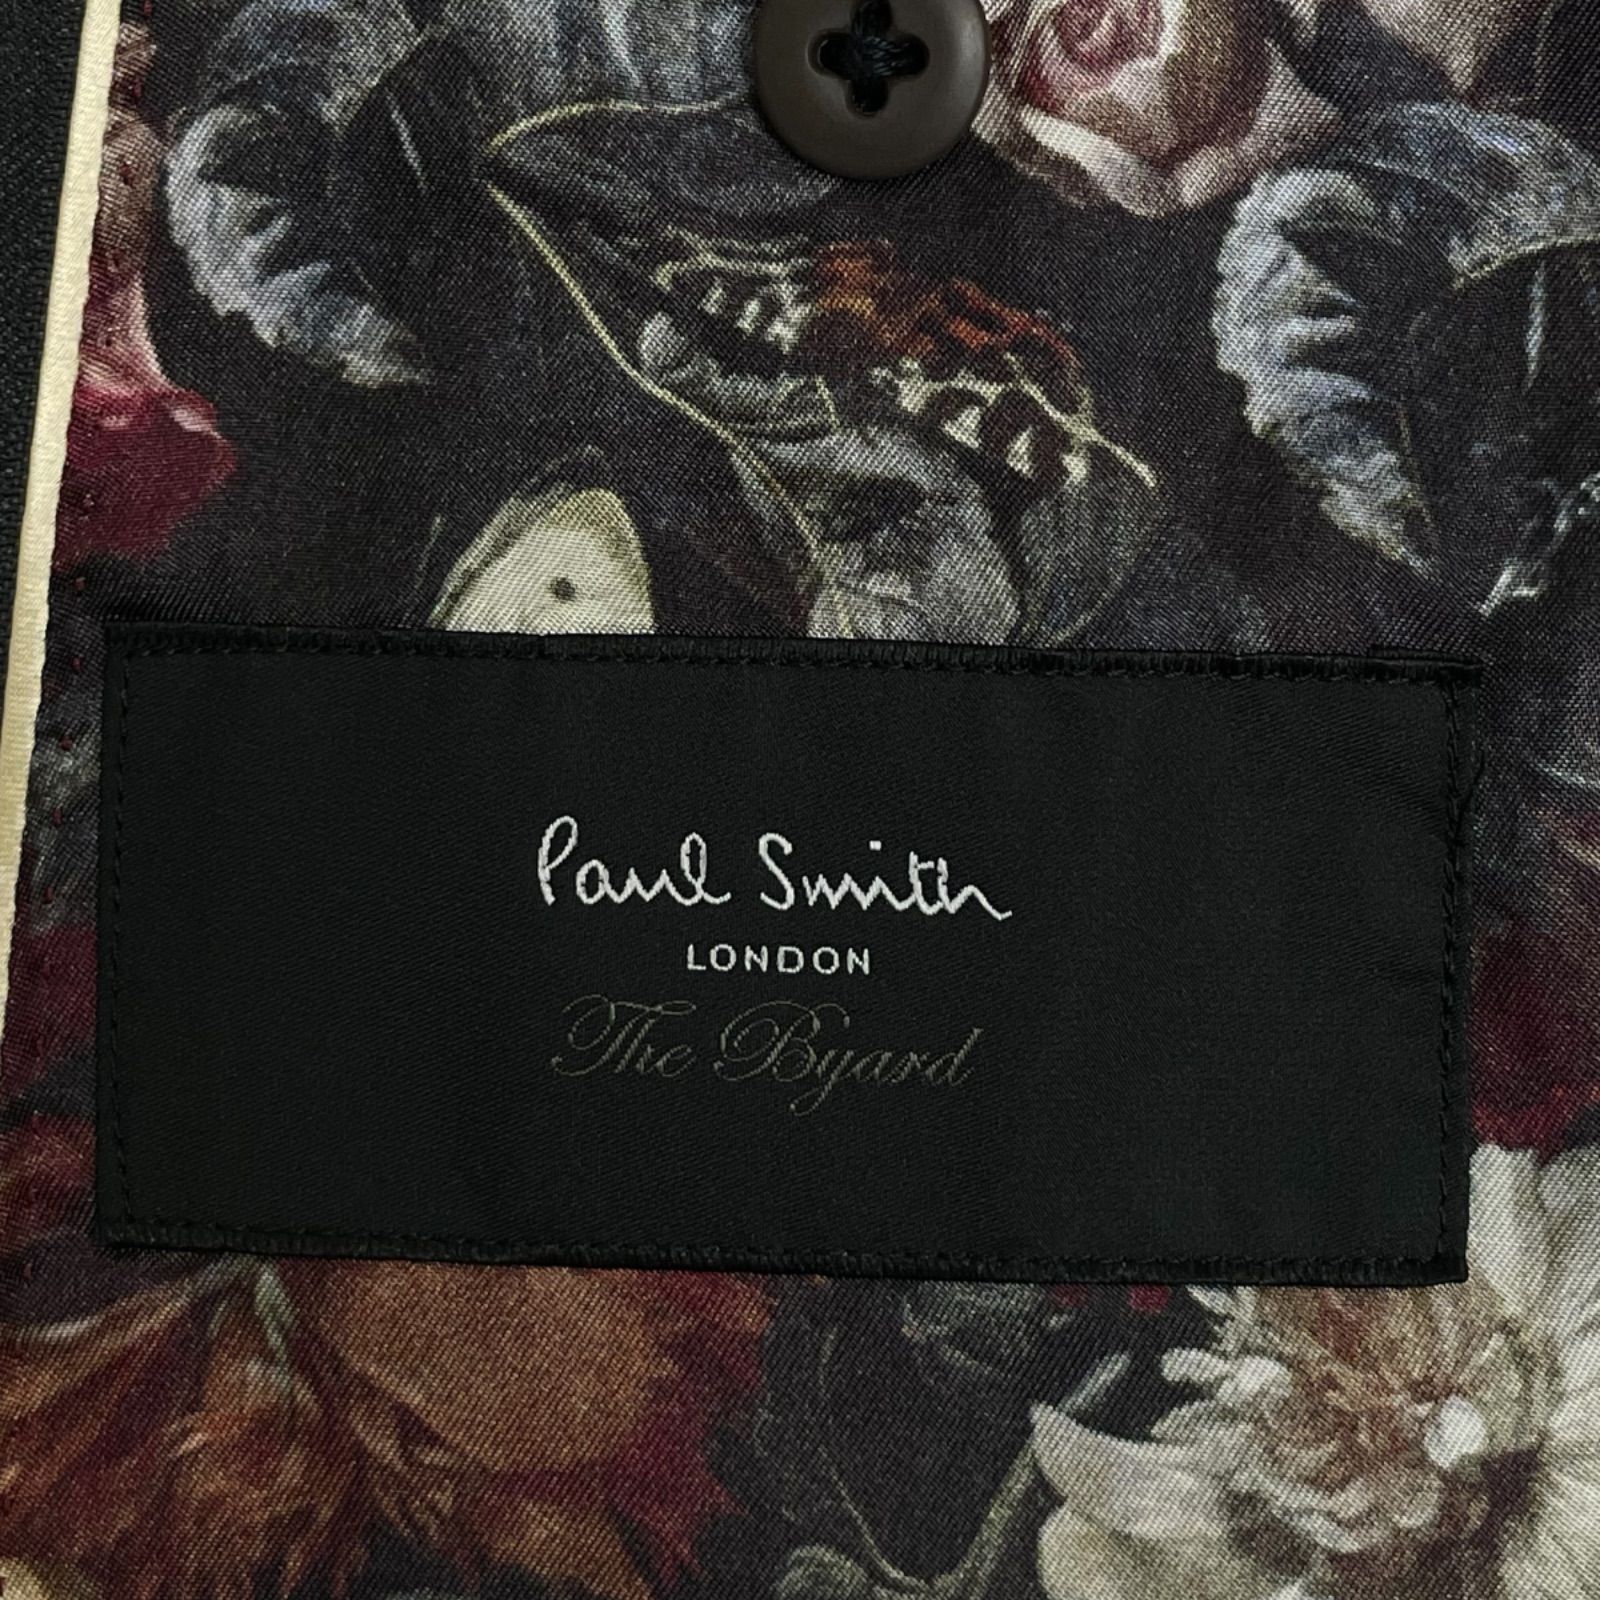 Paul Smith
LONDON
The Byard